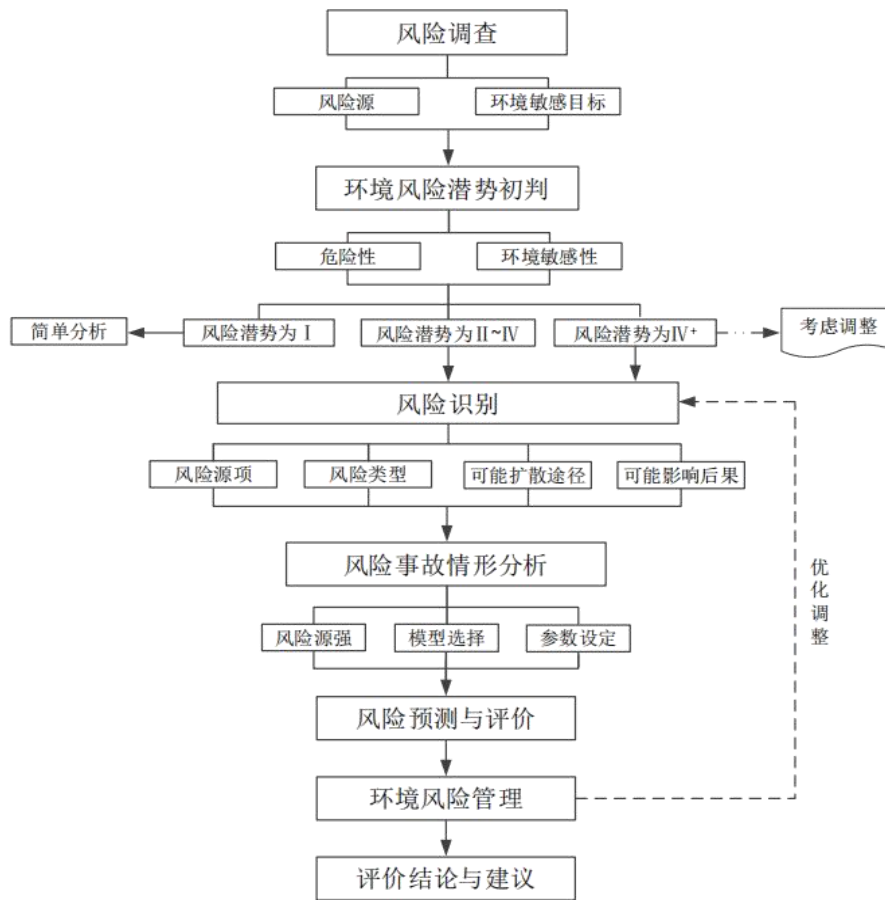 风险调查
风险源
环境敏感目标
环境风险潜势初判
危险性
环境敏感性
简单分析
风险潜势为Ⅰ
风险潜势为Ⅱ~Ⅳ
风险潜势为Ⅳ⁺
考虑调整
风险识别
风险源项
风险类型
可能扩散途径
可能影响后果
风险事故情形分析
优化调整
风险源强
模型选择
参数设定
风险预测与评价
环境风险管理
评价结论与建议